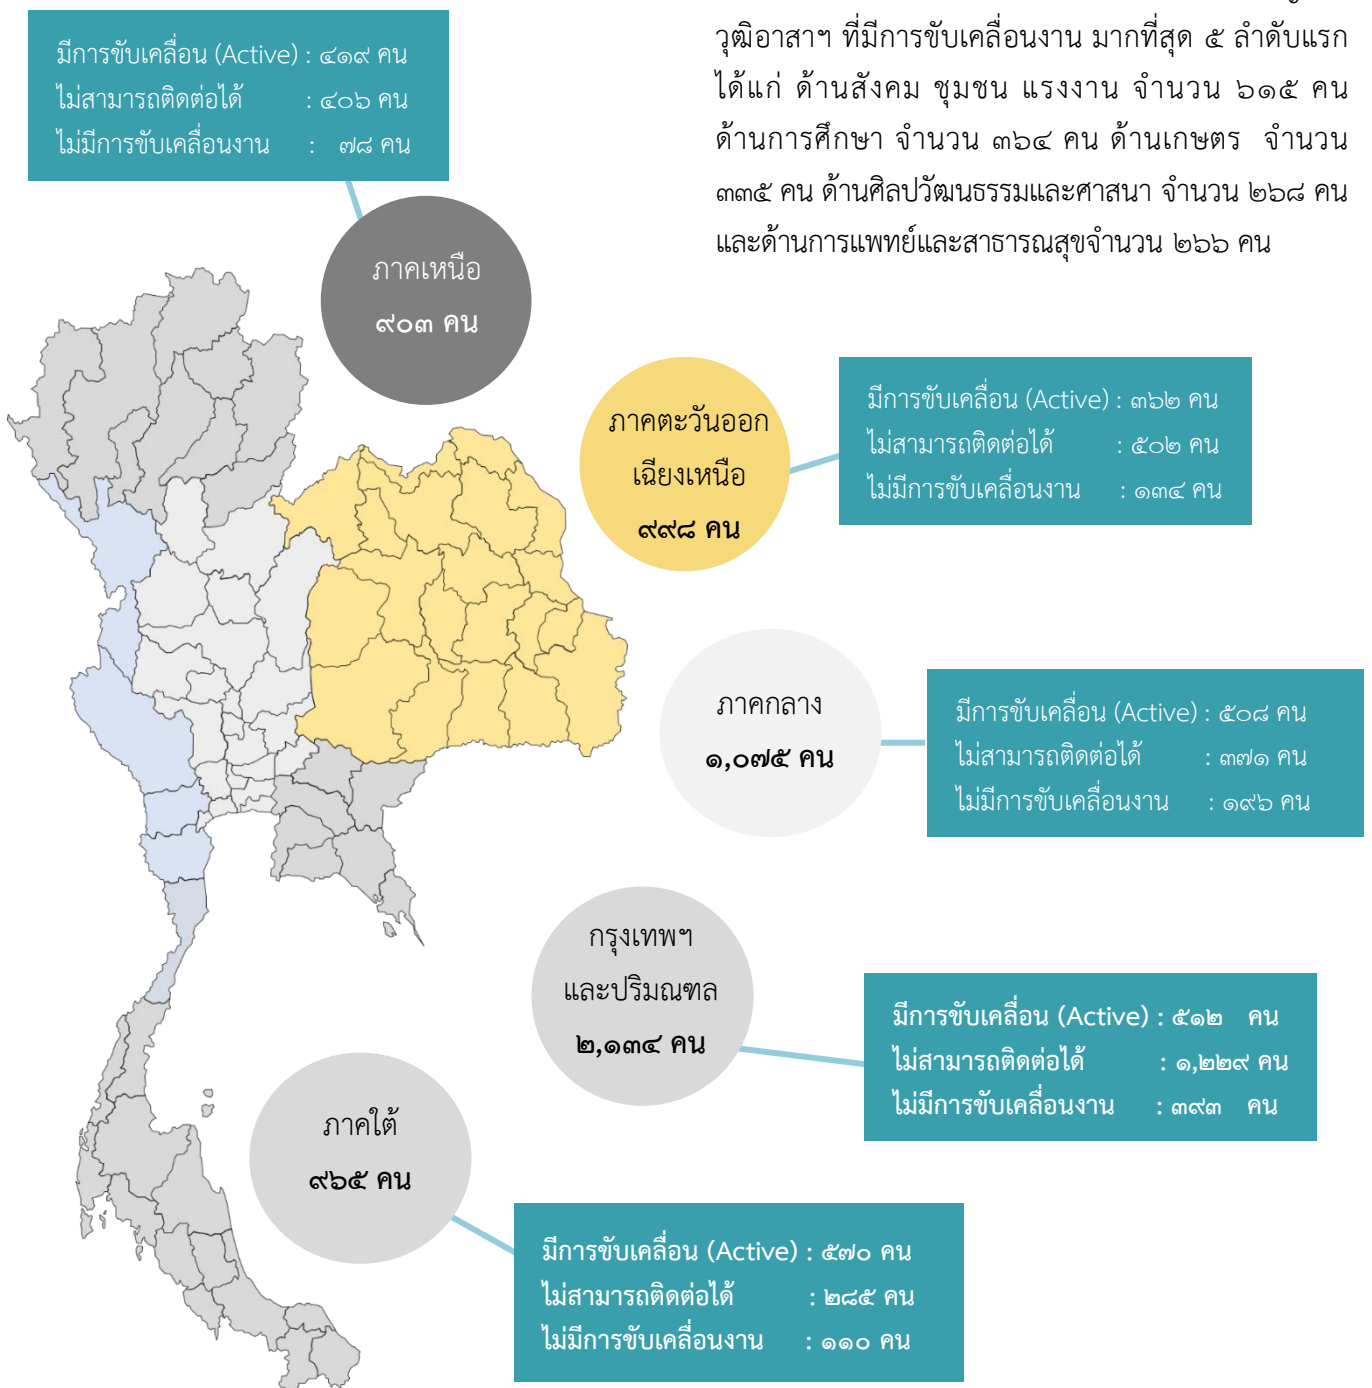 วุฒิอาสาฯ ที่มีการขับเคลื่อนงาน มากที่สุด ๕ ลำดับแรก
ได้แก่ ด้านสังคม ชุมชน แรงงาน จำนวน ๖๑๕ คน
ด้านการศึกษา จำนวน ๓๖๔ คน ด้านเกษตร จำนวน
๓๓๕ คน ด้านศิลปวัฒนธรรมและศาสนา จำนวน ๒๖๘ คน
และด้านการแพทย์และสาธารณสุขจำนวน ๒๖๖ คน
มีการขับเคลื่อน (Active) : ๔๑๙ คน
ไม่สามารถติดต่อได้ : ๔๐๖ คน
ไม่มีการขับเคลื่อนงาน : ๗๘ คน
ภาคเหนือ
๙๐๓ คน
ภาคตะวันออก
เฉียงเหนือ
๙๙๘ คน
มีการขับเคลื่อน (Active) : ๓๖๒ คน
ไม่สามารถติดต่อได้ : ๕๐๒ คน
ไม่มีการขับเคลื่อนงาน : ๑๓๔ คน
ภาคกลาง
๑,๐๗๕ คน
มีการขับเคลื่อน (Active) : ๕๐๘ คน
ไม่สามารถติดต่อได้ : ๓๗๑ คน
ไม่มีการขับเคลื่อนงาน : ๑๙๖ คน
กรุงเทพฯ
และปริมณฑล
๒,๑๓๔ คน
มีการขับเคลื่อน (Active) : ๕๑๒ คน
ไม่สามารถติดต่อได้ : ๑,๒๒๙ คน
ไม่มีการขับเคลื่อนงาน : ๓๙๓ คน
ภาคใต้
๙๖๕ คน
มีการขับเคลื่อน (Active) : ๕๗๐ คน
ไม่สามารถติดต่อได้ : ๒๘๕ คน
ไม่มีการขับเคลื่อนงาน : ๑๑๐ คน